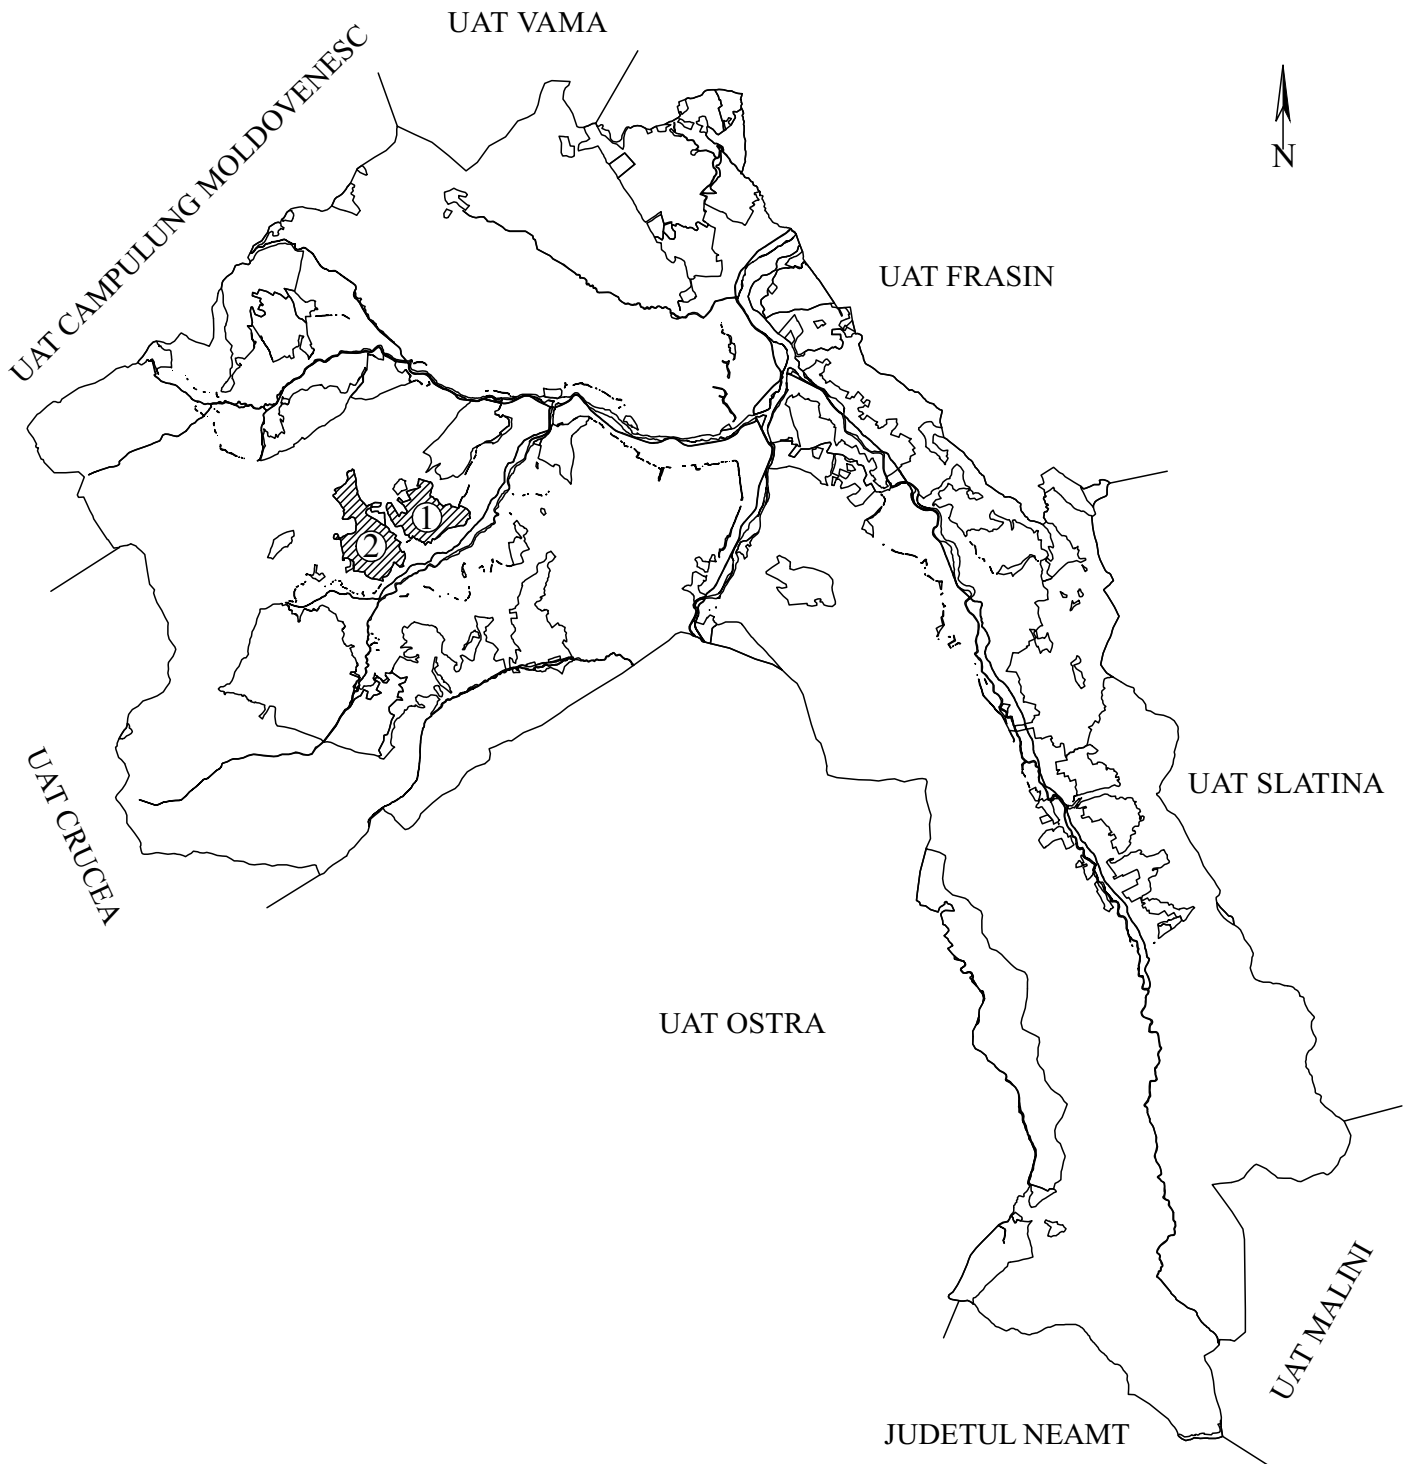 UAT VAMA
UAT CAMPULUNG MOLDOVENESC
N
UAT FRASIN
1
2
UAT CRUCEA
UAT SLATINA
UAT OSTRA
UAT MALINI
JUDETUL NEAMT